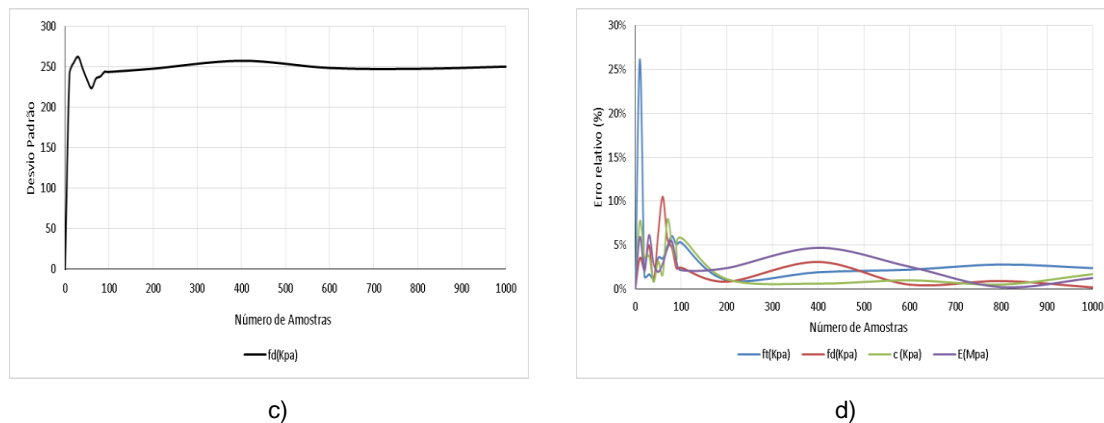 300
250
200
150
100
50
0
Desvio Padrão
0 100 200 300 400 500 600 700 800 900 1000
Número de Amostras
fd(Kpa)
c)
30%
25%
20%
15%
10%
5%
0%
Erro relativo (%)
0 100 200 300 400 500 600 700 800 900 1000
Número de Amostras
ft(Kpa) fd(Kpa) c (Kpa) E(Mpa)
d)